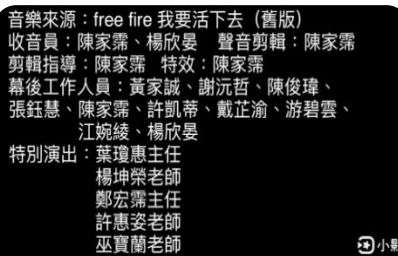 音樂來源：free fire 我要活下去（舊版）
收音員：陳家霈、楊欣晏　聲音剪輯：陳家霈
剪輯指導：陳家霈　特效：陳家霈
幕後工作人員：黃家誠、謝沅哲、陳俊瑋、
張鈺慧、陳家霈、許凱蒂、戴芷渝、游碧雲、
江婉綾、楊欣晏
特別演出：葉瓊惠主任
楊坤榮老師
鄭宏霈主任
許惠姿老師
巫寶蘭老師
小影